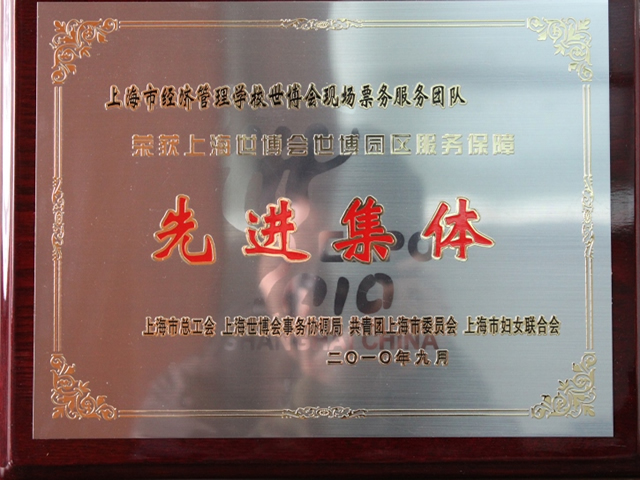 上海市经济管理学校世博会现场票务服务团队
荣获上海世博会世博园区服务保障
先进集体
EXPO
2010
上海市总工会 上海世博会事务协调局 共青团上海市委员会 上海市妇女联合会
SHANGHAI CHINA
二〇一〇年九月